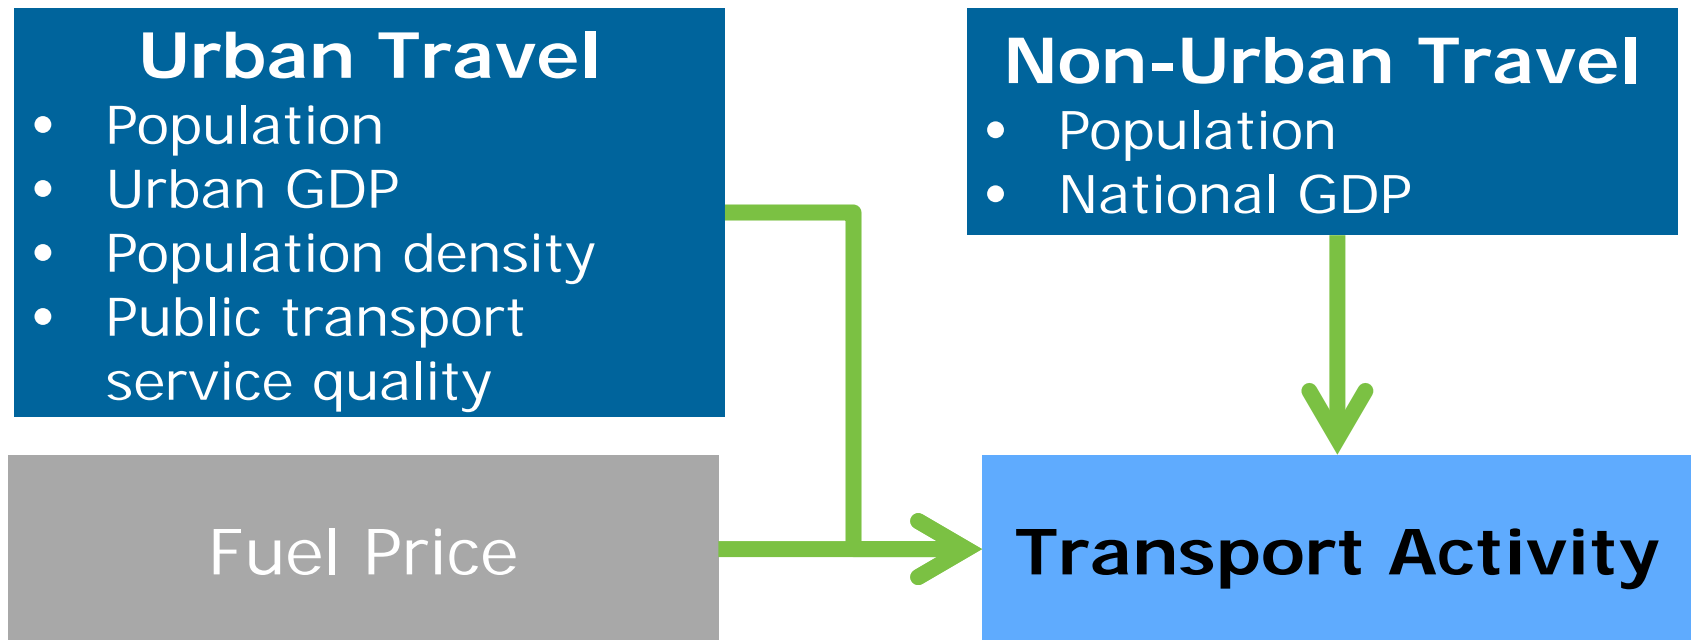 Urban Travel
• Population
• Urban GDP
• Population density
• Public transport
service quality
Non-Urban Travel
• Population
• National GDP
Fuel Price
Transport Activity